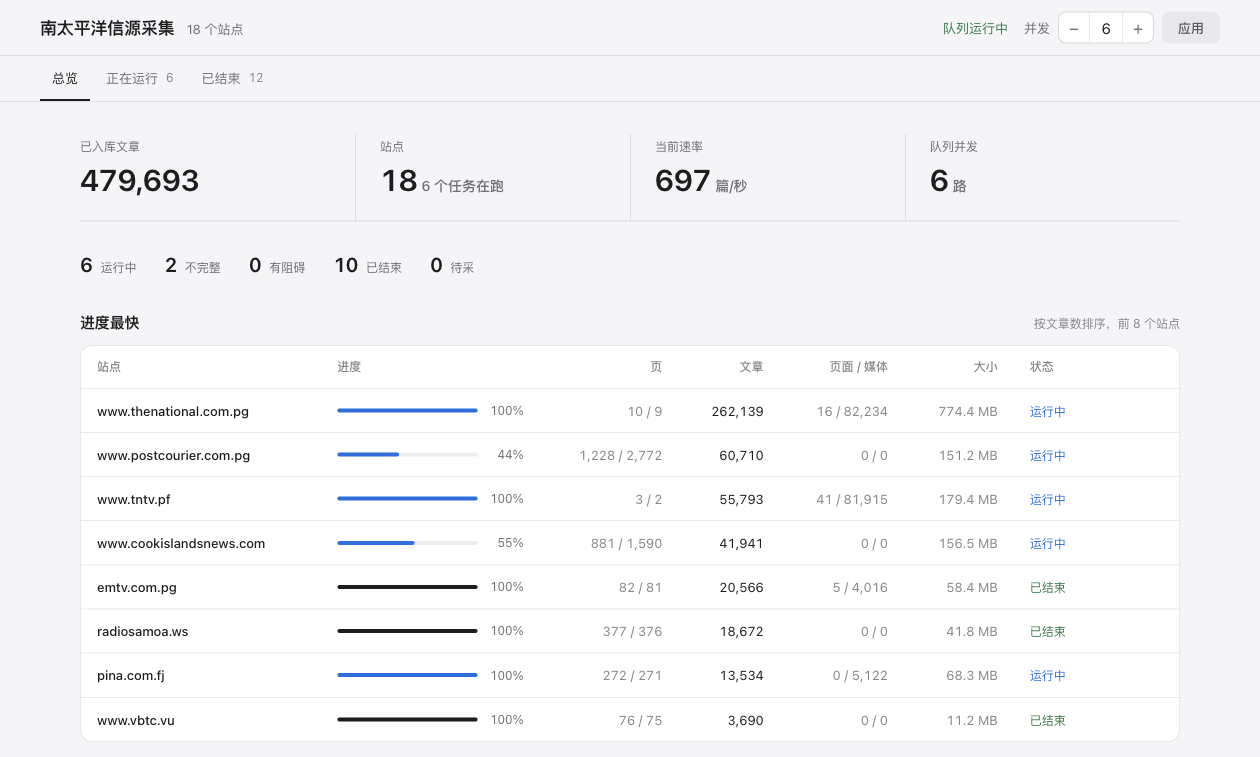 南太平洋信源采集 18 个站点 队列运行中 并发 − 6 + 应用
总览 正在运行 6 已结束 12
已入库文章 站点 当前速率 队列并发
479,693 18 6 个任务在跑 697 篇/秒 6 路
6 运行中 2 不完整 0 有阻碍 10 已结束 0 待采
进度最快 按文章数排序，前 8 个站点
站点 进度 页 文章 页面 / 媒体 大小 状态
www.thenational.com.pg 100% 10 / 9 262,139 16 / 82,234 774.4 MB 运行中
www.postcourier.com.pg 44% 1,228 / 2,772 60,710 0 / 0 151.2 MB 运行中
www.tntv.pf 100% 3 / 2 55,793 41 / 81,915 179.4 MB 运行中
www.cookislandsnews.com 55% 881 / 1,590 41,941 0 / 0 156.5 MB 运行中
emtv.com.pg 100% 82 / 81 20,566 5 / 4,016 58.4 MB 已结束
radiosamoa.ws 100% 377 / 376 18,672 0 / 0 41.8 MB 已结束
pina.com.fj 100% 272 / 271 13,534 0 / 5,122 68.3 MB 运行中
www.vbtc.vu 100% 76 / 75 3,690 0 / 0 11.2 MB 已结束